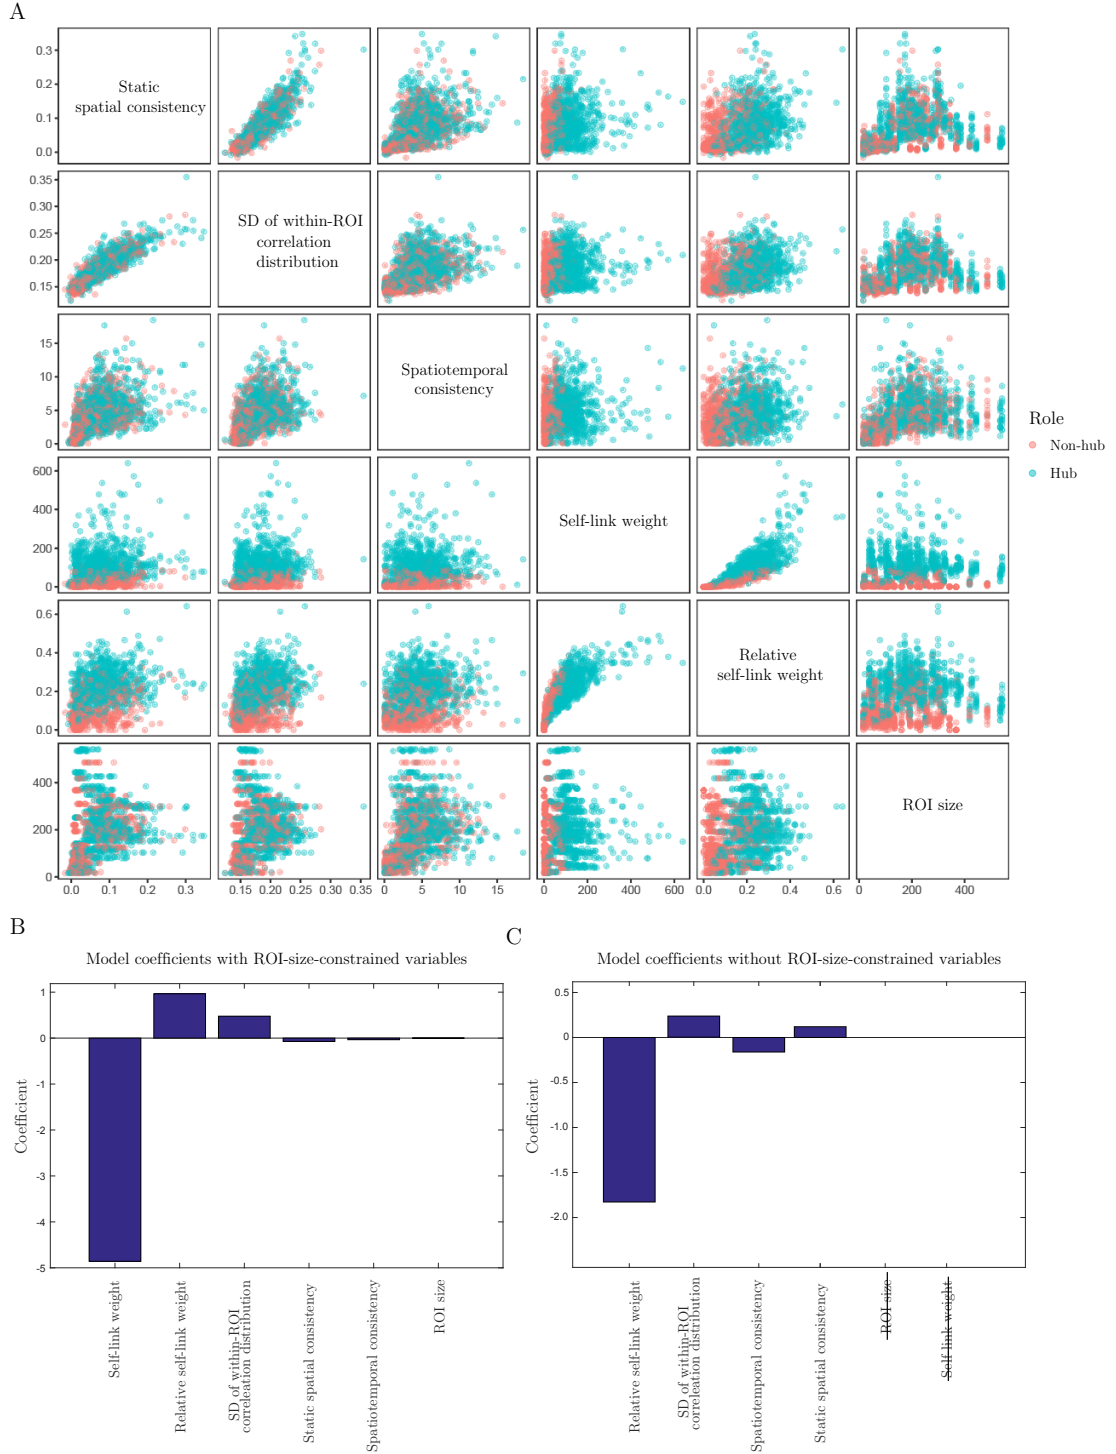 A
0.3
0.2
0.1
0.0
Static
spatial consistency
0.35
0.30
0.25
0.20
0.15
SD of within-ROI
correlation
distribution
15
10
5
0
Spatiotemporal
consistency
Role
Non-hub
Hub
600
400
200
0
Self-link weight
0.6
0.4
0.2
0.0
Relative
self-link weight
400
200
0
ROI size
0.0 0.1 0.2 0.3 0.15 0.20 0.25 0.30 0.35 0 5 10 15 0 200 400 600 0.0 0.2 0.4 0.6 0 200 400
B
Model coefficients with ROI-size-constrained variables
Coefficient
1
0
-1
-2
-3
-4
-5
Self-link weight
Relative self-link weight
SD of within-ROI
correleation distribution
Static spatial consistency
Spatiotemporal consistency
ROI size
C
Model coefficients without ROI-size-constrained variables
Coefficient
0.5
0
-0.5
-1.0
-1.5
-2.0
Relative self-link weight
SD of within-ROI
correleation distribution
Spatiotemporal consistency
Static spatial consistency
ROI size
Self-link weight